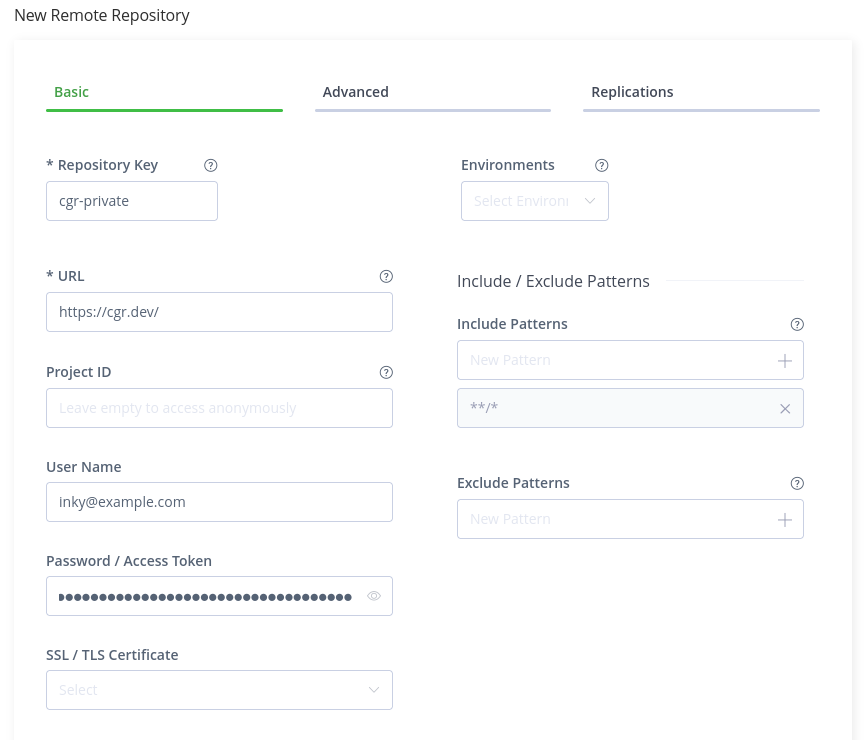 New Remote Repository
Basic
Advanced
Replications
* Repository Key
cgr-private
Environments
Select Environi
* URL
https://cgr.dev/
Project ID
Leave empty to access anonymously
User Name
inky@example.com
Password / Access Token
SSL / TLS Certificate
Select
Include / Exclude Patterns
Include Patterns
New Pattern
**/*
Exclude Patterns
New Pattern